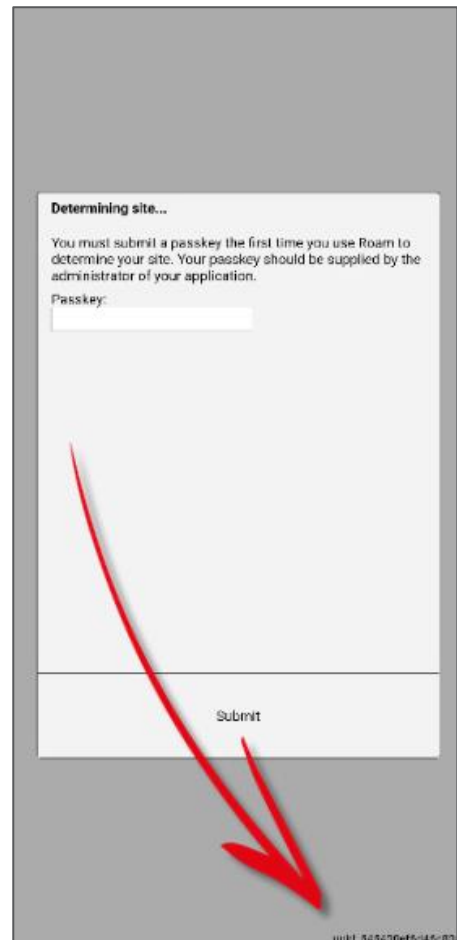 Determining site...
You must submit a passkey the first time you use Roam to
determine your site. Your passkey should be supplied by the
administrator of your application.
Passkey:
Submit